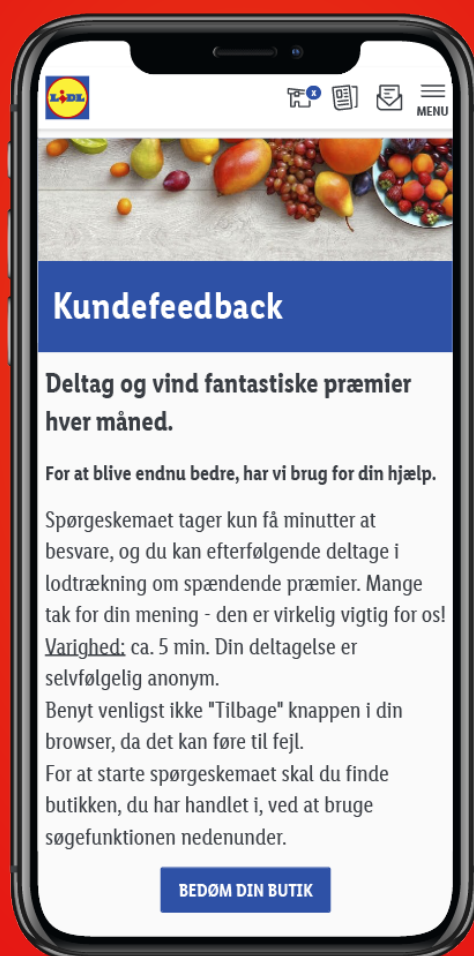 LIDL
x
MENU
Kundefeedback
Deltag og vind fantastiske præmier
hver måned.
For at blive endnu bedre, har vi brug for din hjælp.
Spørgeskemaet tager kun få minutter at
besvare, og du kan efterfølgende deltage i
lodtrækning om spændende præmier. Mange
tak for din mening - den er virkelig vigtig for os!
Varighed: ca. 5 min. Din deltagelse er
selvfølgelig anonym.
Benyt venligst ikke "Tilbage" knappen i din
browser, da det kan føre til fejl.
For at starte spørgeskemaet skal du finde
butikken, du har handlet i, ved at bruge
søgefunktionen nedenunder.
BEDØM DIN BUTIK